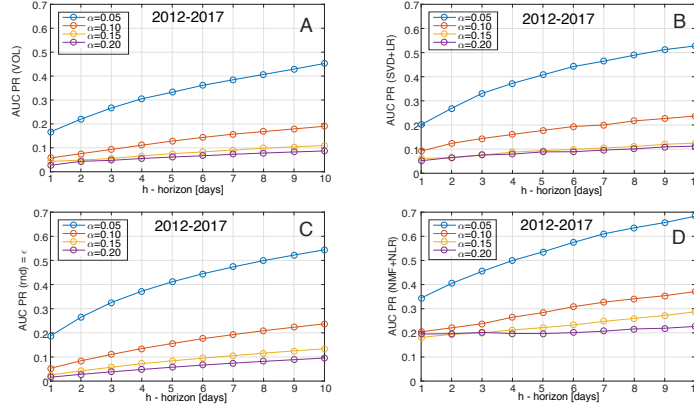 2012-2017
A
α=0.05
α=0.10
α=0.15
α=0.20
AUC PR (VOL)
0.7
0.6
0.5
0.4
0.3
0.2
0.1
0
1 2 3 4 5 6 7 8 9 10
h - horizon [days]
2012-2017
B
α=0.05
α=0.10
α=0.15
α=0.20
AUC PR (SVD+LR)
0.7
0.6
0.5
0.4
0.3
0.2
0.1
0
1 2 3 4 5 6 7 8 9 10
h - horizon [days]
2012-2017
C
α=0.05
α=0.10
α=0.15
α=0.20
AUC PR (rnd) = ϵ
0.7
0.6
0.5
0.4
0.3
0.2
0.1
0
1 2 3 4 5 6 7 8 9 10
h - horizon [days]
2012-2017
D
α=0.05
α=0.10
α=0.15
α=0.20
AUC PR (NMF+NLR)
0.7
0.6
0.5
0.4
0.3
0.2
0.1
0
1 2 3 4 5 6 7 8 9 10
h - horizon [days]